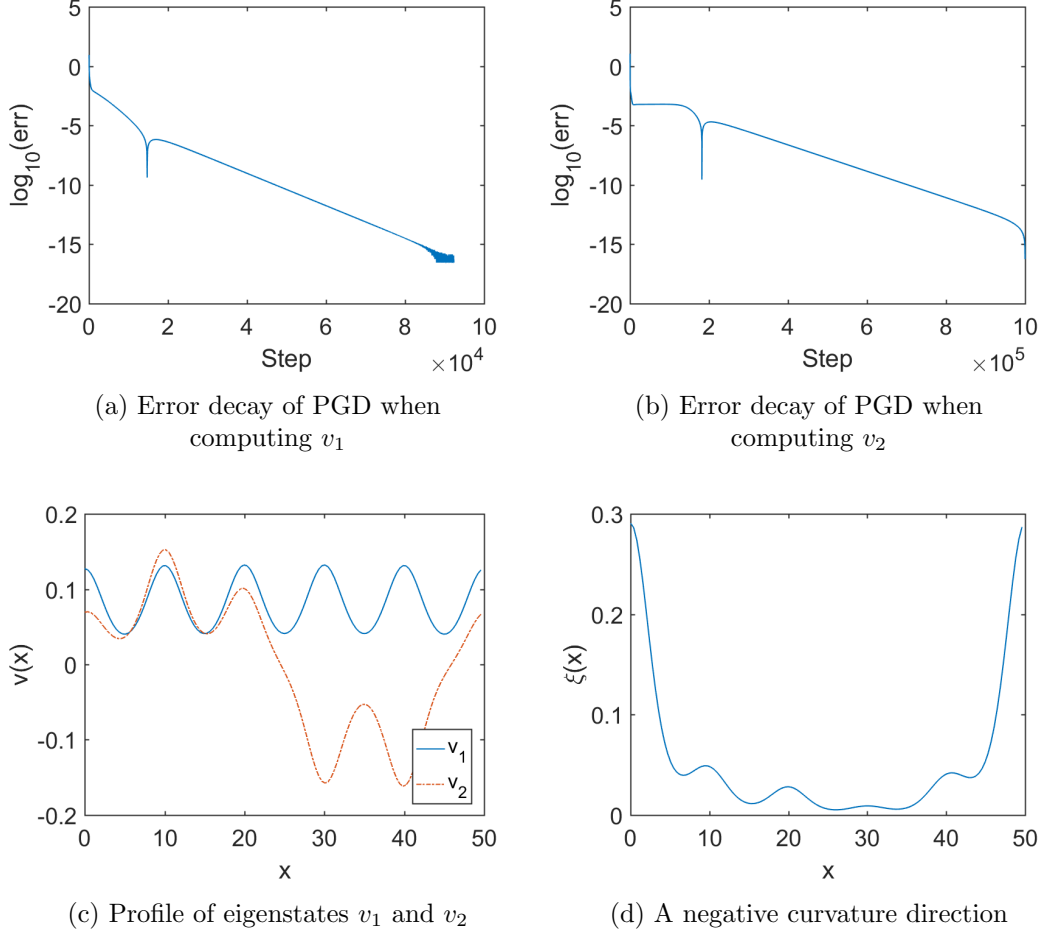 5
0
-5
-10
-15
-20
log10(err)
0 2 4 6 8 10
Step
×10^4
(a) Error decay of PGD when
computing v1
5
0
-5
-10
-15
-20
log10(err)
0 2 4 6 8 10
Step
×10^5
(b) Error decay of PGD when
computing v2
0.2
0.1
0
-0.1
-0.2
v(x)
v_1
v_2
0 10 20 30 40 50
x
(c) Profile of eigenstates v1 and v2
0.3
0.2
0.1
0
ξ(x)
0 10 20 30 40 50
x
(d) A negative curvature direction